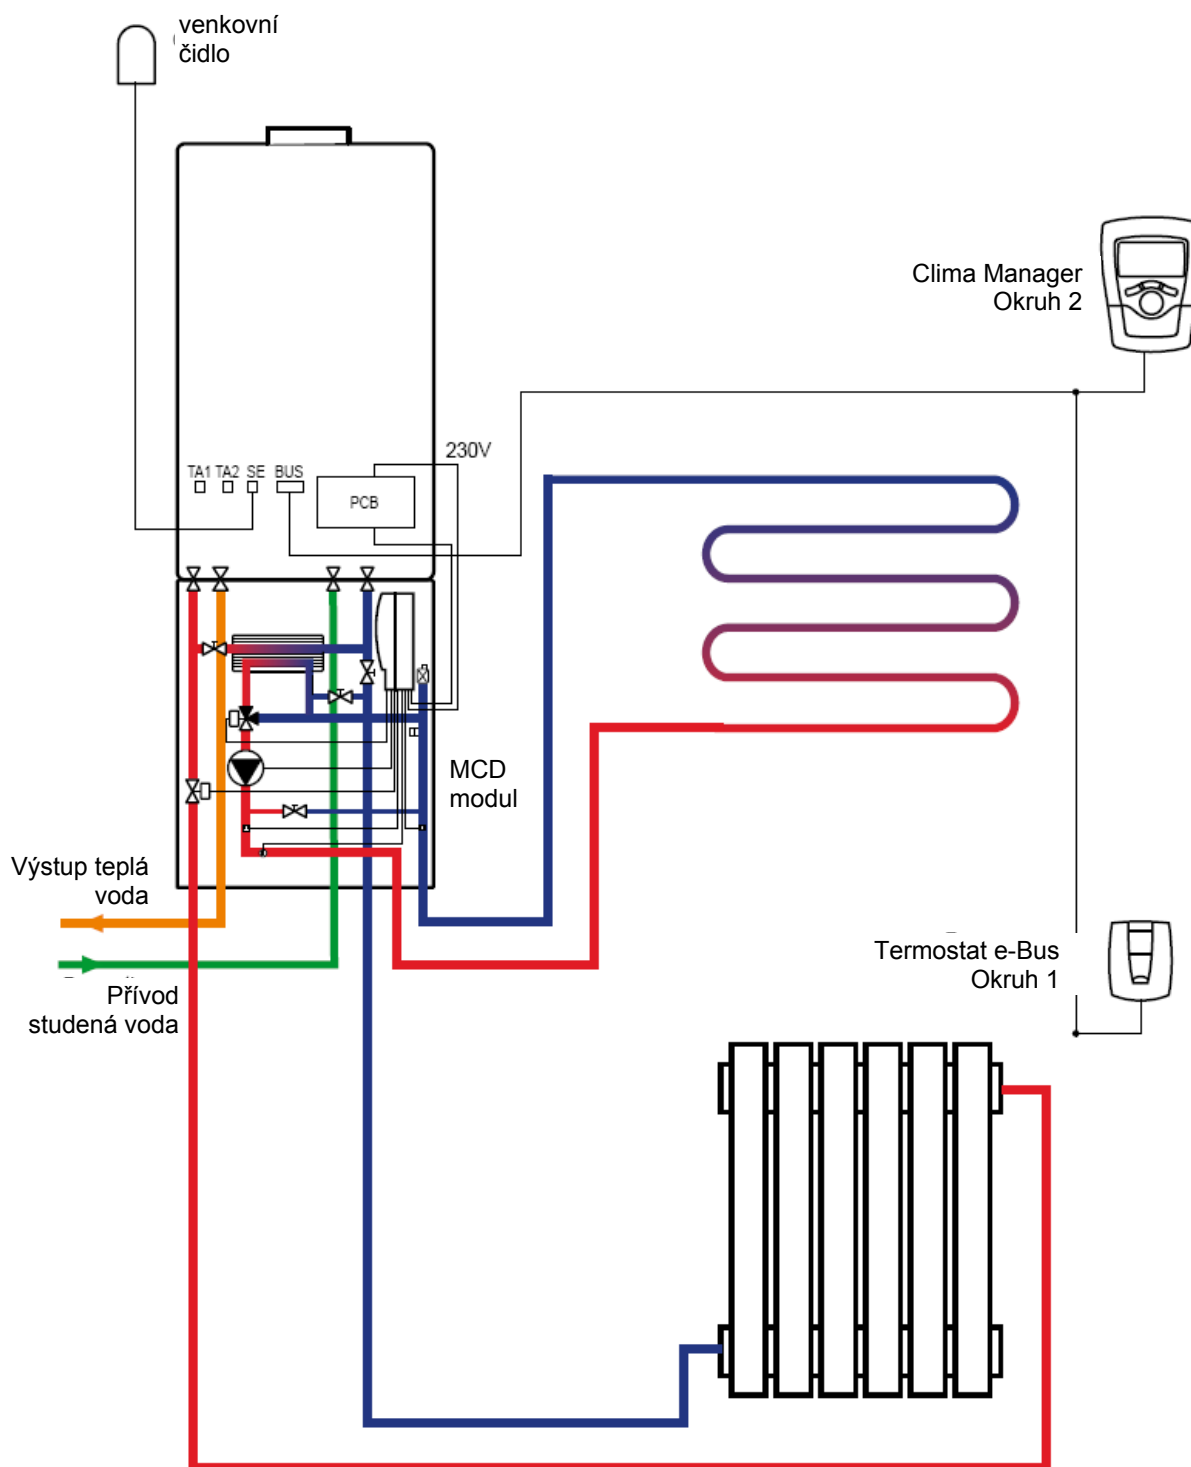 venkovní
čidlo
Clima Manager
Okruh 2
230V
TA1 TA2 SE BUS
PCB
MCD
modul
Výstup teplá
voda
Termostat e-Bus
Okruh 1
Přívod
studená voda